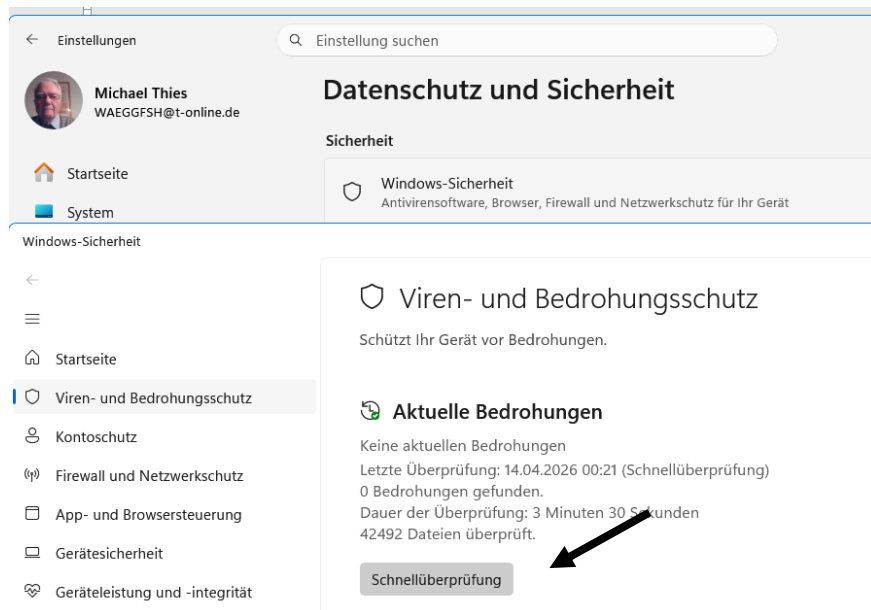 Einstellungen
Einstellung suchen
Michael Thies
WAEGGFSH@t-online.de
Startseite
System
Datenschutz und Sicherheit
Sicherheit
Windows-Sicherheit
Antivirensoftware, Browser, Firewall und Netzwerkschutz für Ihr Gerät
Windows-Sicherheit
Startseite
Viren- und Bedrohungsschutz
Kontoschutz
Firewall und Netzwerkschutz
App- und Browsersteuerung
Gerätesicherheit
Geräteleistung und -integrität
Viren- und Bedrohungsschutz
Schützt Ihr Gerät vor Bedrohungen.
Aktuelle Bedrohungen
Keine aktuellen Bedrohungen
Letzte Überprüfung: 14.04.2026 00:21 (Schnellüberprüfung)
0 Bedrohungen gefunden.
Dauer der Überprüfung: 3 Minuten 30 Sekunden
42492 Dateien überprüft.
Schnellüberprüfung